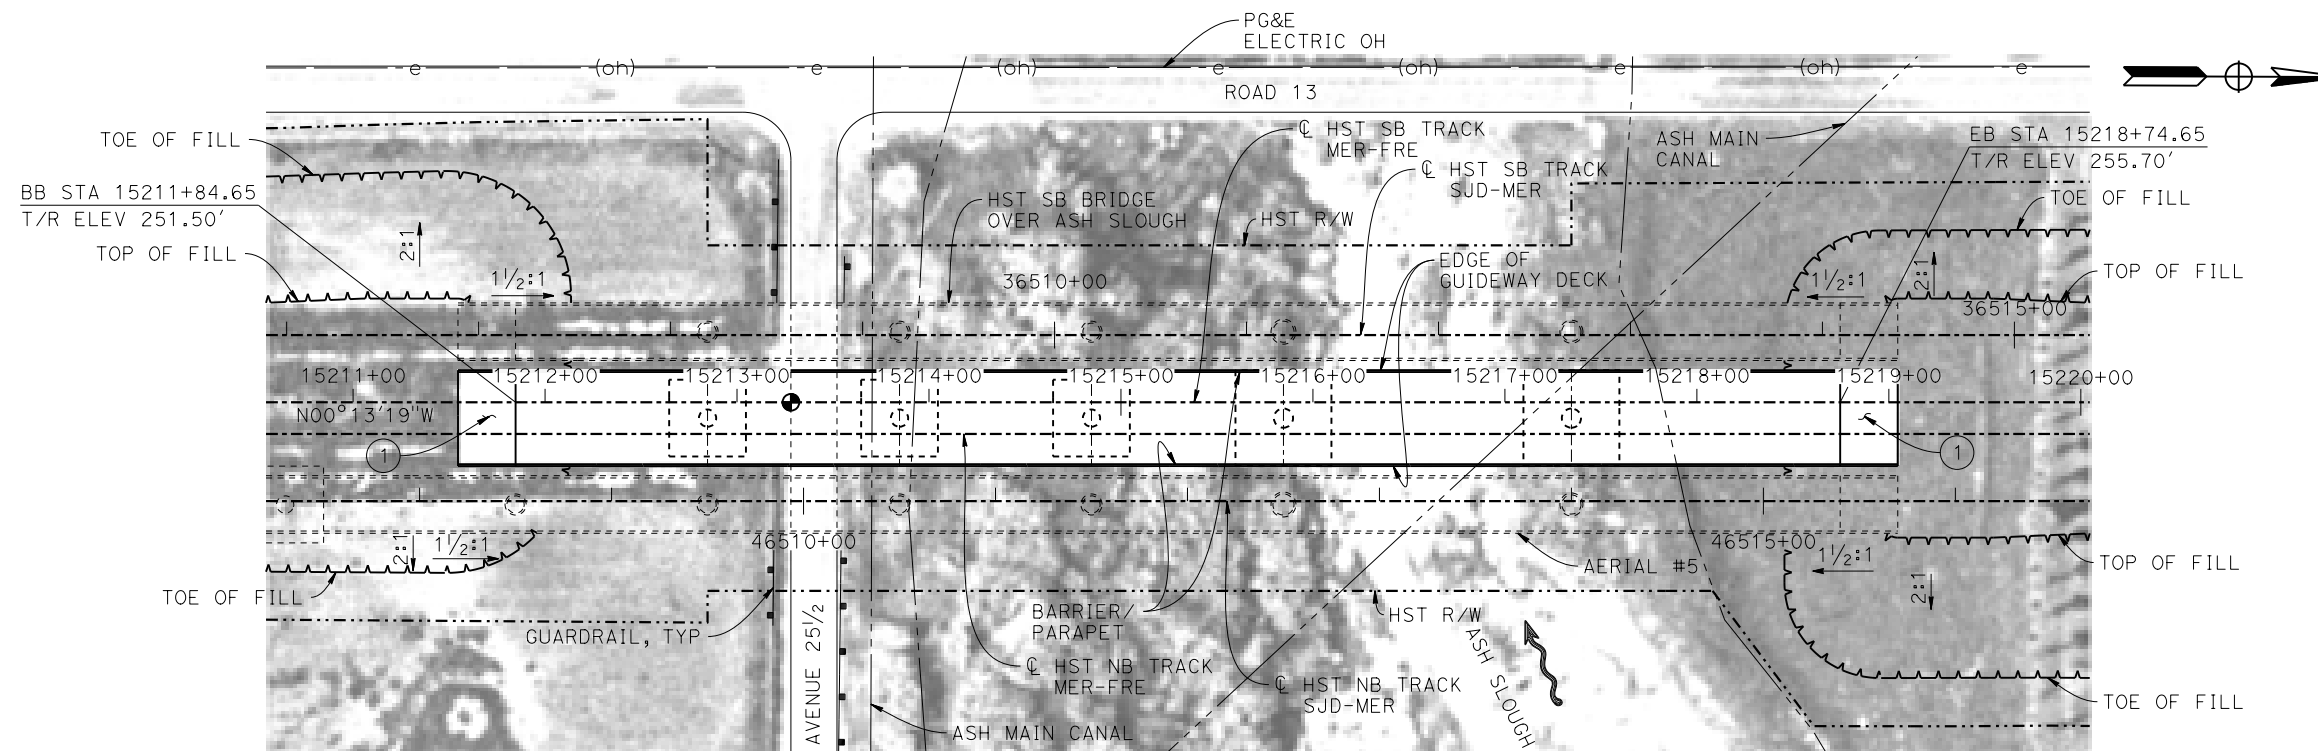 PG&E
ELECTRIC OH
e (oh) e (oh) e (oh) e (oh) e
ROAD 13
TOE OF FILL
℄ HST SB TRACK
MER-FRE
ASH MAIN
CANAL
EB STA 15218+74.65
T/R ELEV 255.70'
℄ HST SB TRACK
SJD-MER
BB STA 15211+84.65
T/R ELEV 251.50'
HST SB BRIDGE
OVER ASH SLOUGH
HST R/W
TOE OF FILL
2:1
TOP OF FILL
1½:1
36510+00
EDGE OF
GUIDEWAY DECK
1½:1
2:1
TOP OF FILL
36515+00
15211+00 15212+00 15213+00 15214+00 15215+00 15216+00 15217+00 15218+00 15219+00 15220+00
N00°13'19"W
1
1
2:1
1½:1
46510+00
46515+00
1½:1
TOP OF FILL
AERIAL #5
2:1
TOE OF FILL
BARRIER/
PARAPET
HST R/W
GUARDRAIL, TYP
AVENUE 25½
℄ HST NB TRACK
MER-FRE
℄ HST NB TRACK
SJD-MER
ASH SLOUGH
TOE OF FILL
ASH MAIN CANAL